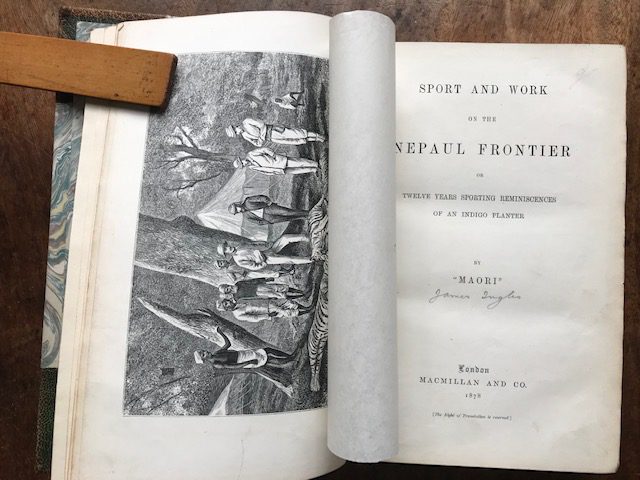 SPORT AND WORK
ON THE
NEPAUL FRONTIER
OR
TWELVE YEARS SPORTING REMINISCENCES
OF AN INDIGO PLANTER
BY
"MAORI"
James Inglis
London
MACMILLAN AND CO.
1878
[The Right of Translation is reserved]